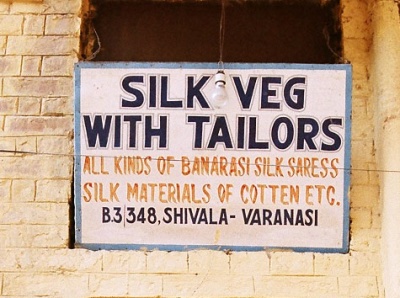 SILK VEG
WITH TAILORS
ALL KINDS OF BANARASI SILK SARESS
SILK MATERIALS OF COTTEN ETC.
B.3/348, SHIVALA- VARANASI